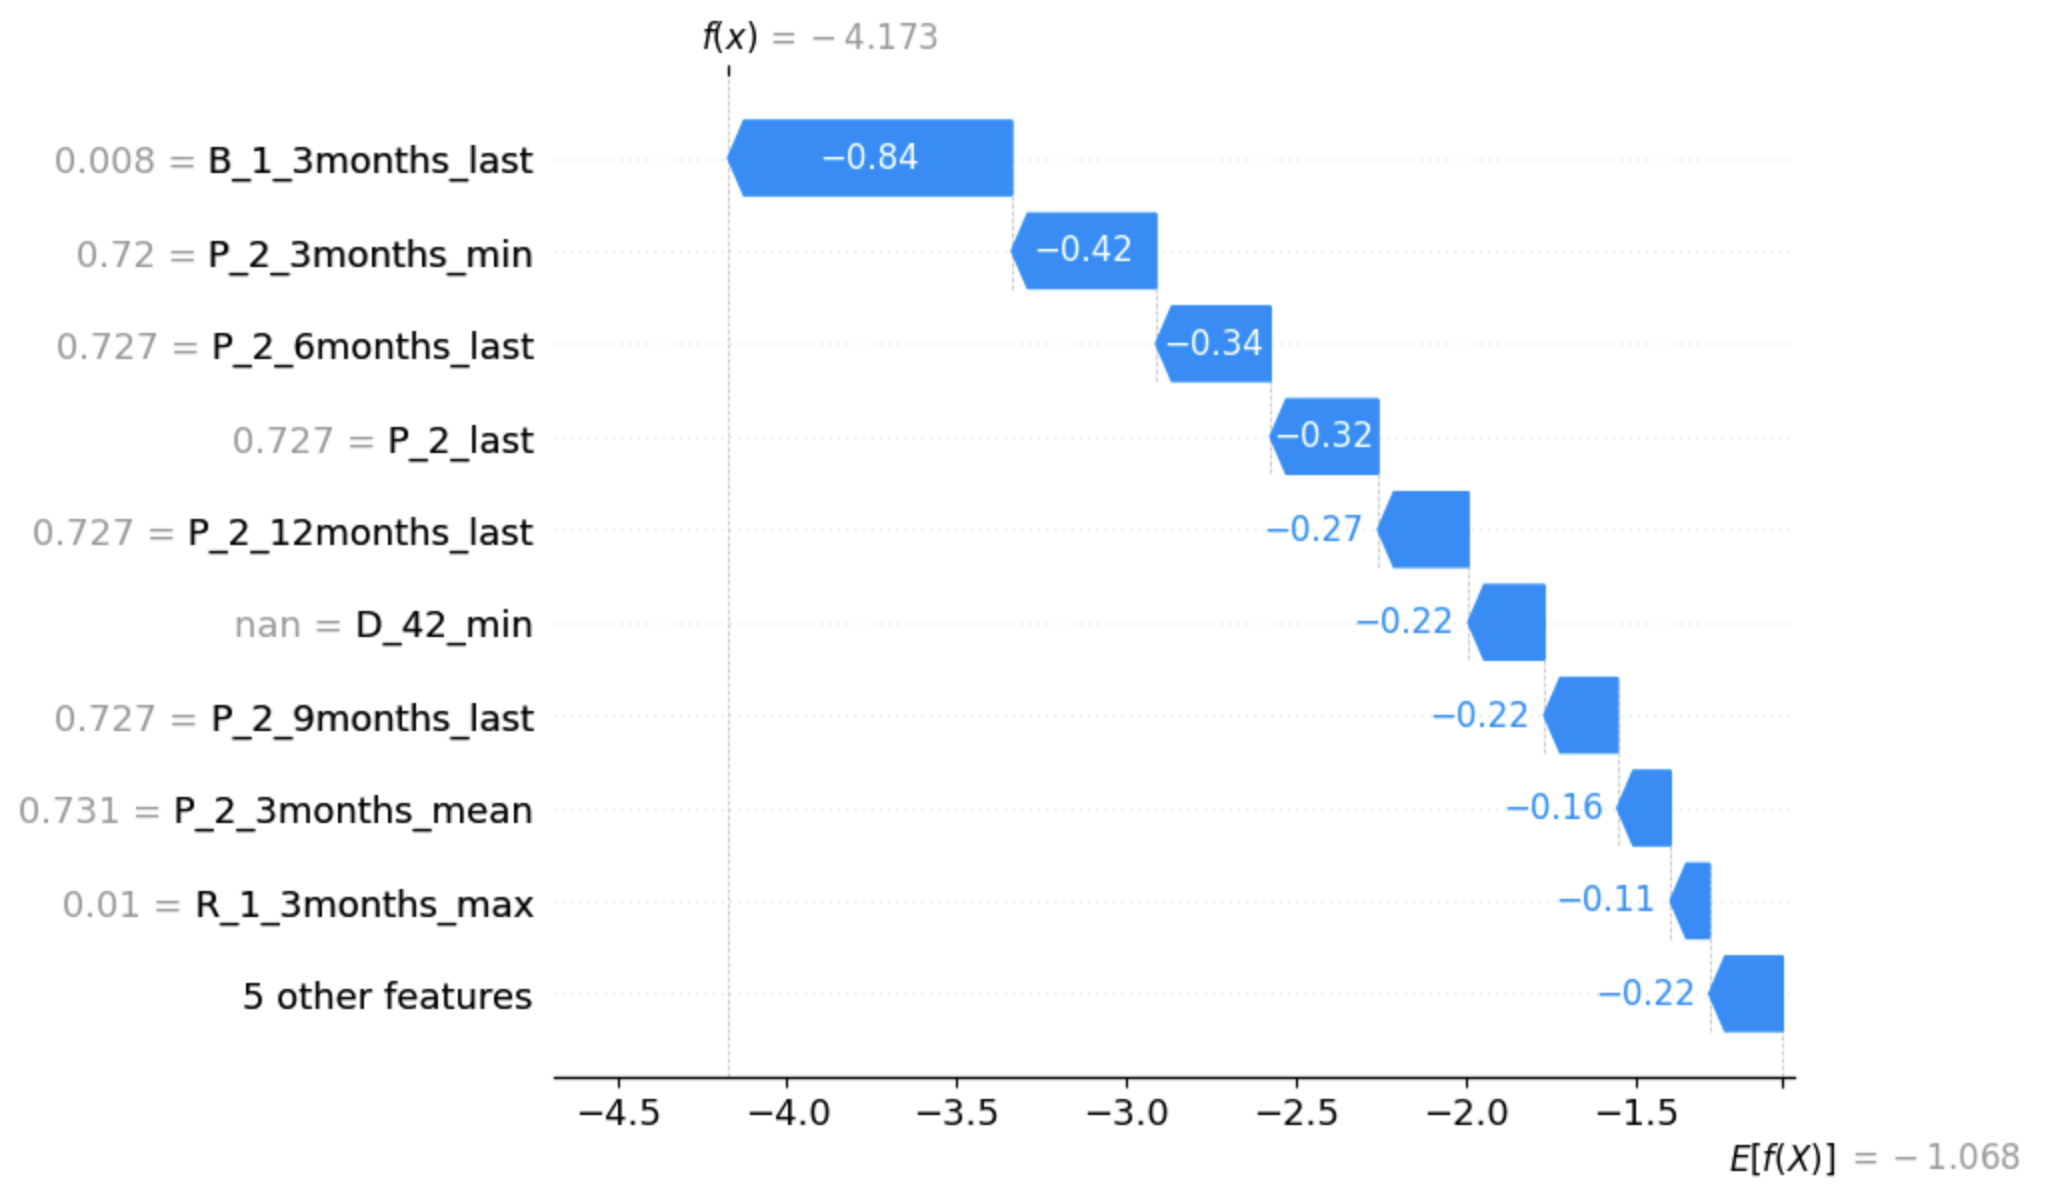 f(x) = − 4.173
0.008 = B_1_3months_last
−0.84
0.72 = P_2_3months_min
−0.42
0.727 = P_2_6months_last
−0.34
0.727 = P_2_last
−0.32
0.727 = P_2_12months_last
−0.27
nan = D_42_min
−0.22
0.727 = P_2_9months_last
−0.22
0.731 = P_2_3months_mean
−0.16
0.01 = R_1_3months_max
−0.11
5 other features
−0.22
−4.5 −4.0 −3.5 −3.0 −2.5 −2.0 −1.5
E[f(X)] = − 1.068